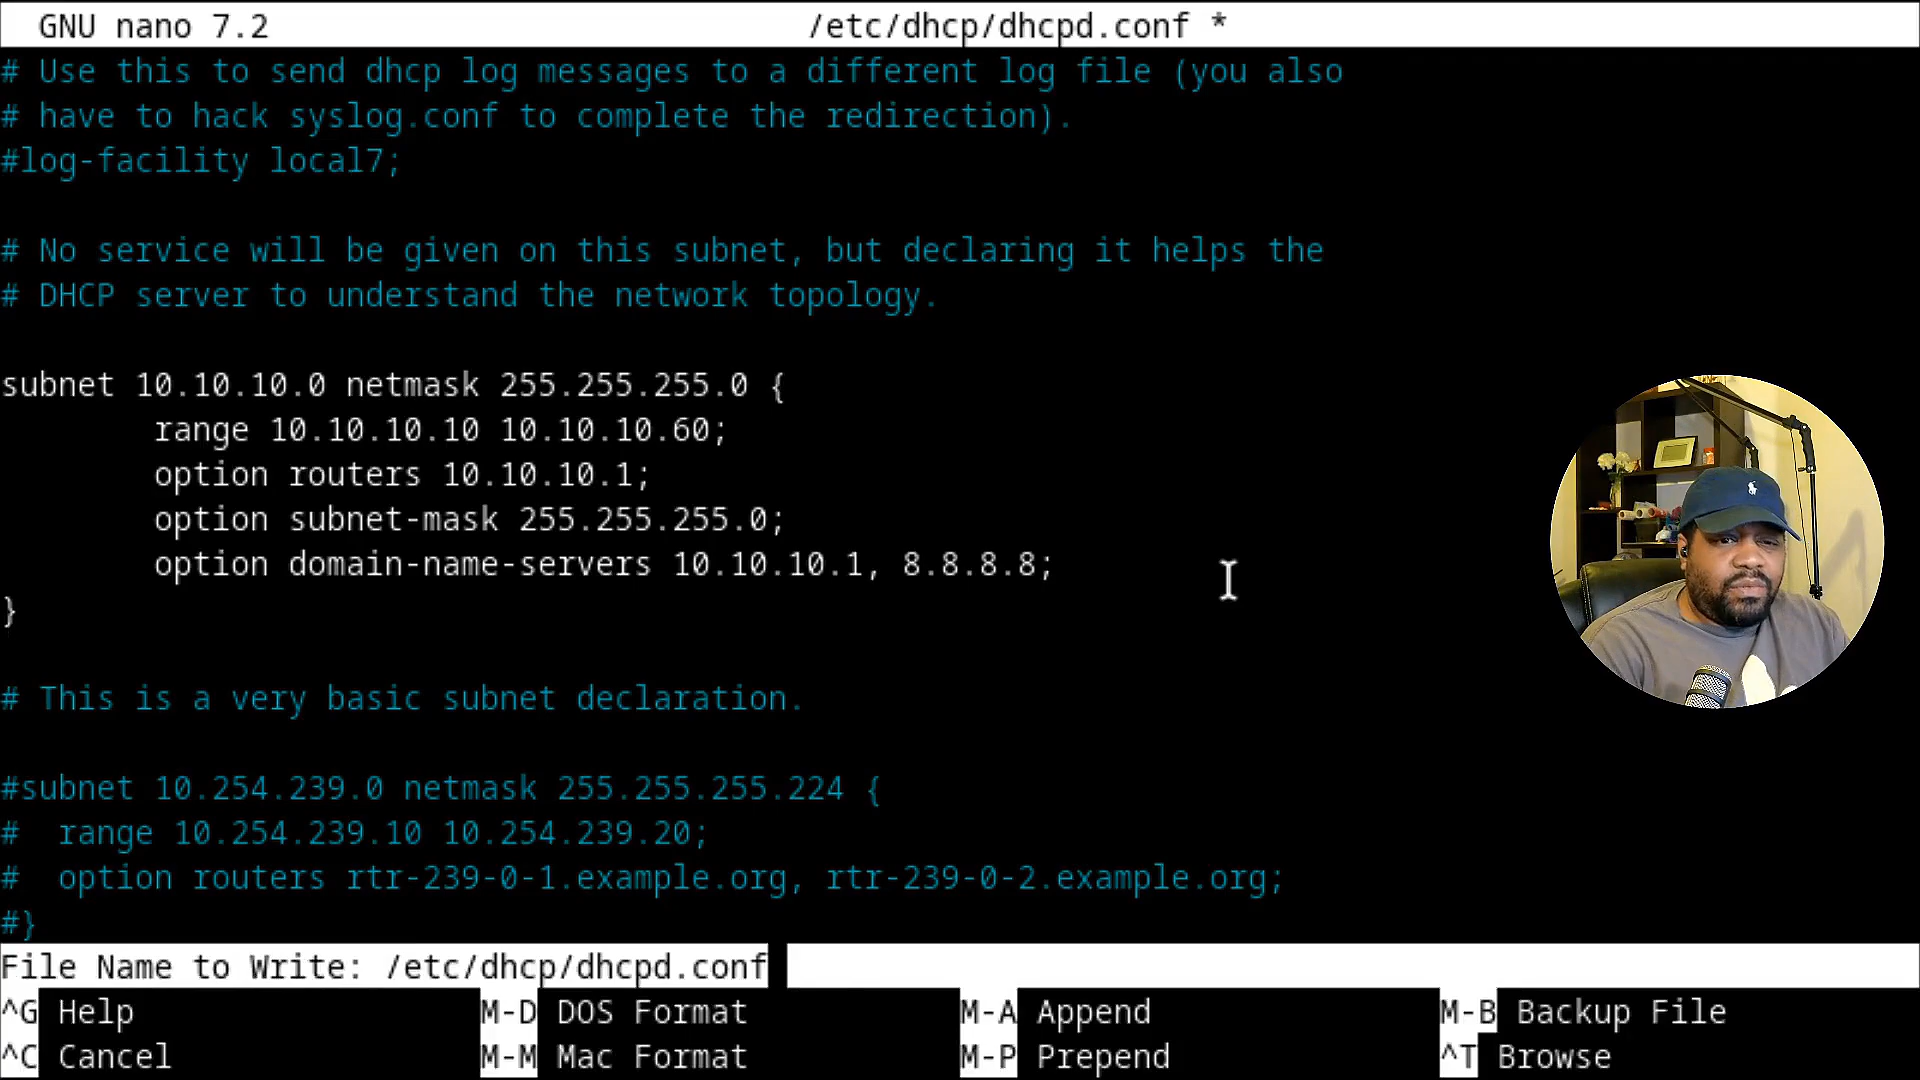 GNU nano 7.2 /etc/dhcp/dhcpd.conf *
# Use this to send dhcp log messages to a different log file (you also
# have to hack syslog.conf to complete the redirection).
#log-facility local7;
# No service will be given on this subnet, but declaring it helps the
# DHCP server to understand the network topology.
subnet 10.10.10.0 netmask 255.255.255.0 {
range 10.10.10.10 10.10.10.60;
option routers 10.10.10.1;
option subnet-mask 255.255.255.0;
option domain-name-servers 10.10.10.1, 8.8.8.8;
}
# This is a very basic subnet declaration.
#subnet 10.254.239.0 netmask 255.255.255.224 {
#  range 10.254.239.10 10.254.239.20;
#  option routers rtr-239-0-1.example.org, rtr-239-0-2.example.org;
#}
File Name to Write: /etc/dhcp/dhcpd.conf
^G Help M-D DOS Format M-A Append M-B Backup File
^C Cancel M-M Mac Format M-P Prepend ^T Browse